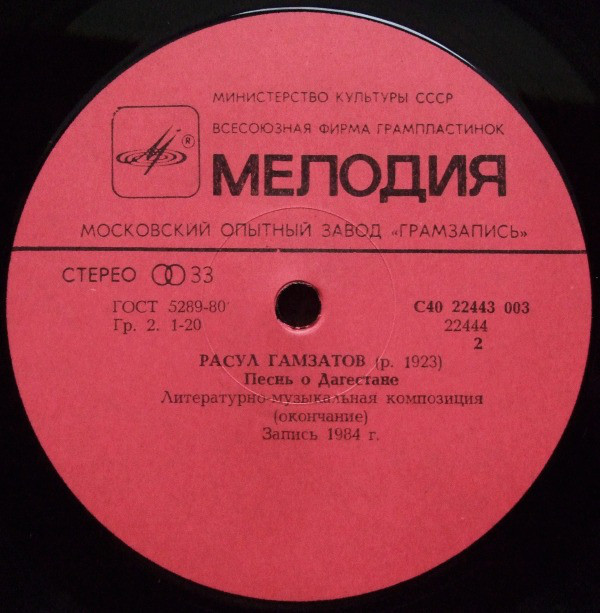 МИНИСТЕРСТВО КУЛЬТУРЫ СССР
ВСЕСОЮЗНАЯ ФИРМА ГРАМПЛАСТИНОК
® МЕЛОДИЯ
МОСКОВСКИЙ ОПЫТНЫЙ ЗАВОД «ГРАМЗАПИСЬ»
СТЕРЕО 33
ГОСТ 5289-80 С40 22443 003
Гр. 2. 1-20 22444
2
РАСУЛ ГАМЗАТОВ (р. 1923)
Песнь о Дагестане
Литературно-музыкальная композиция
(окончание)
Запись 1984 г.